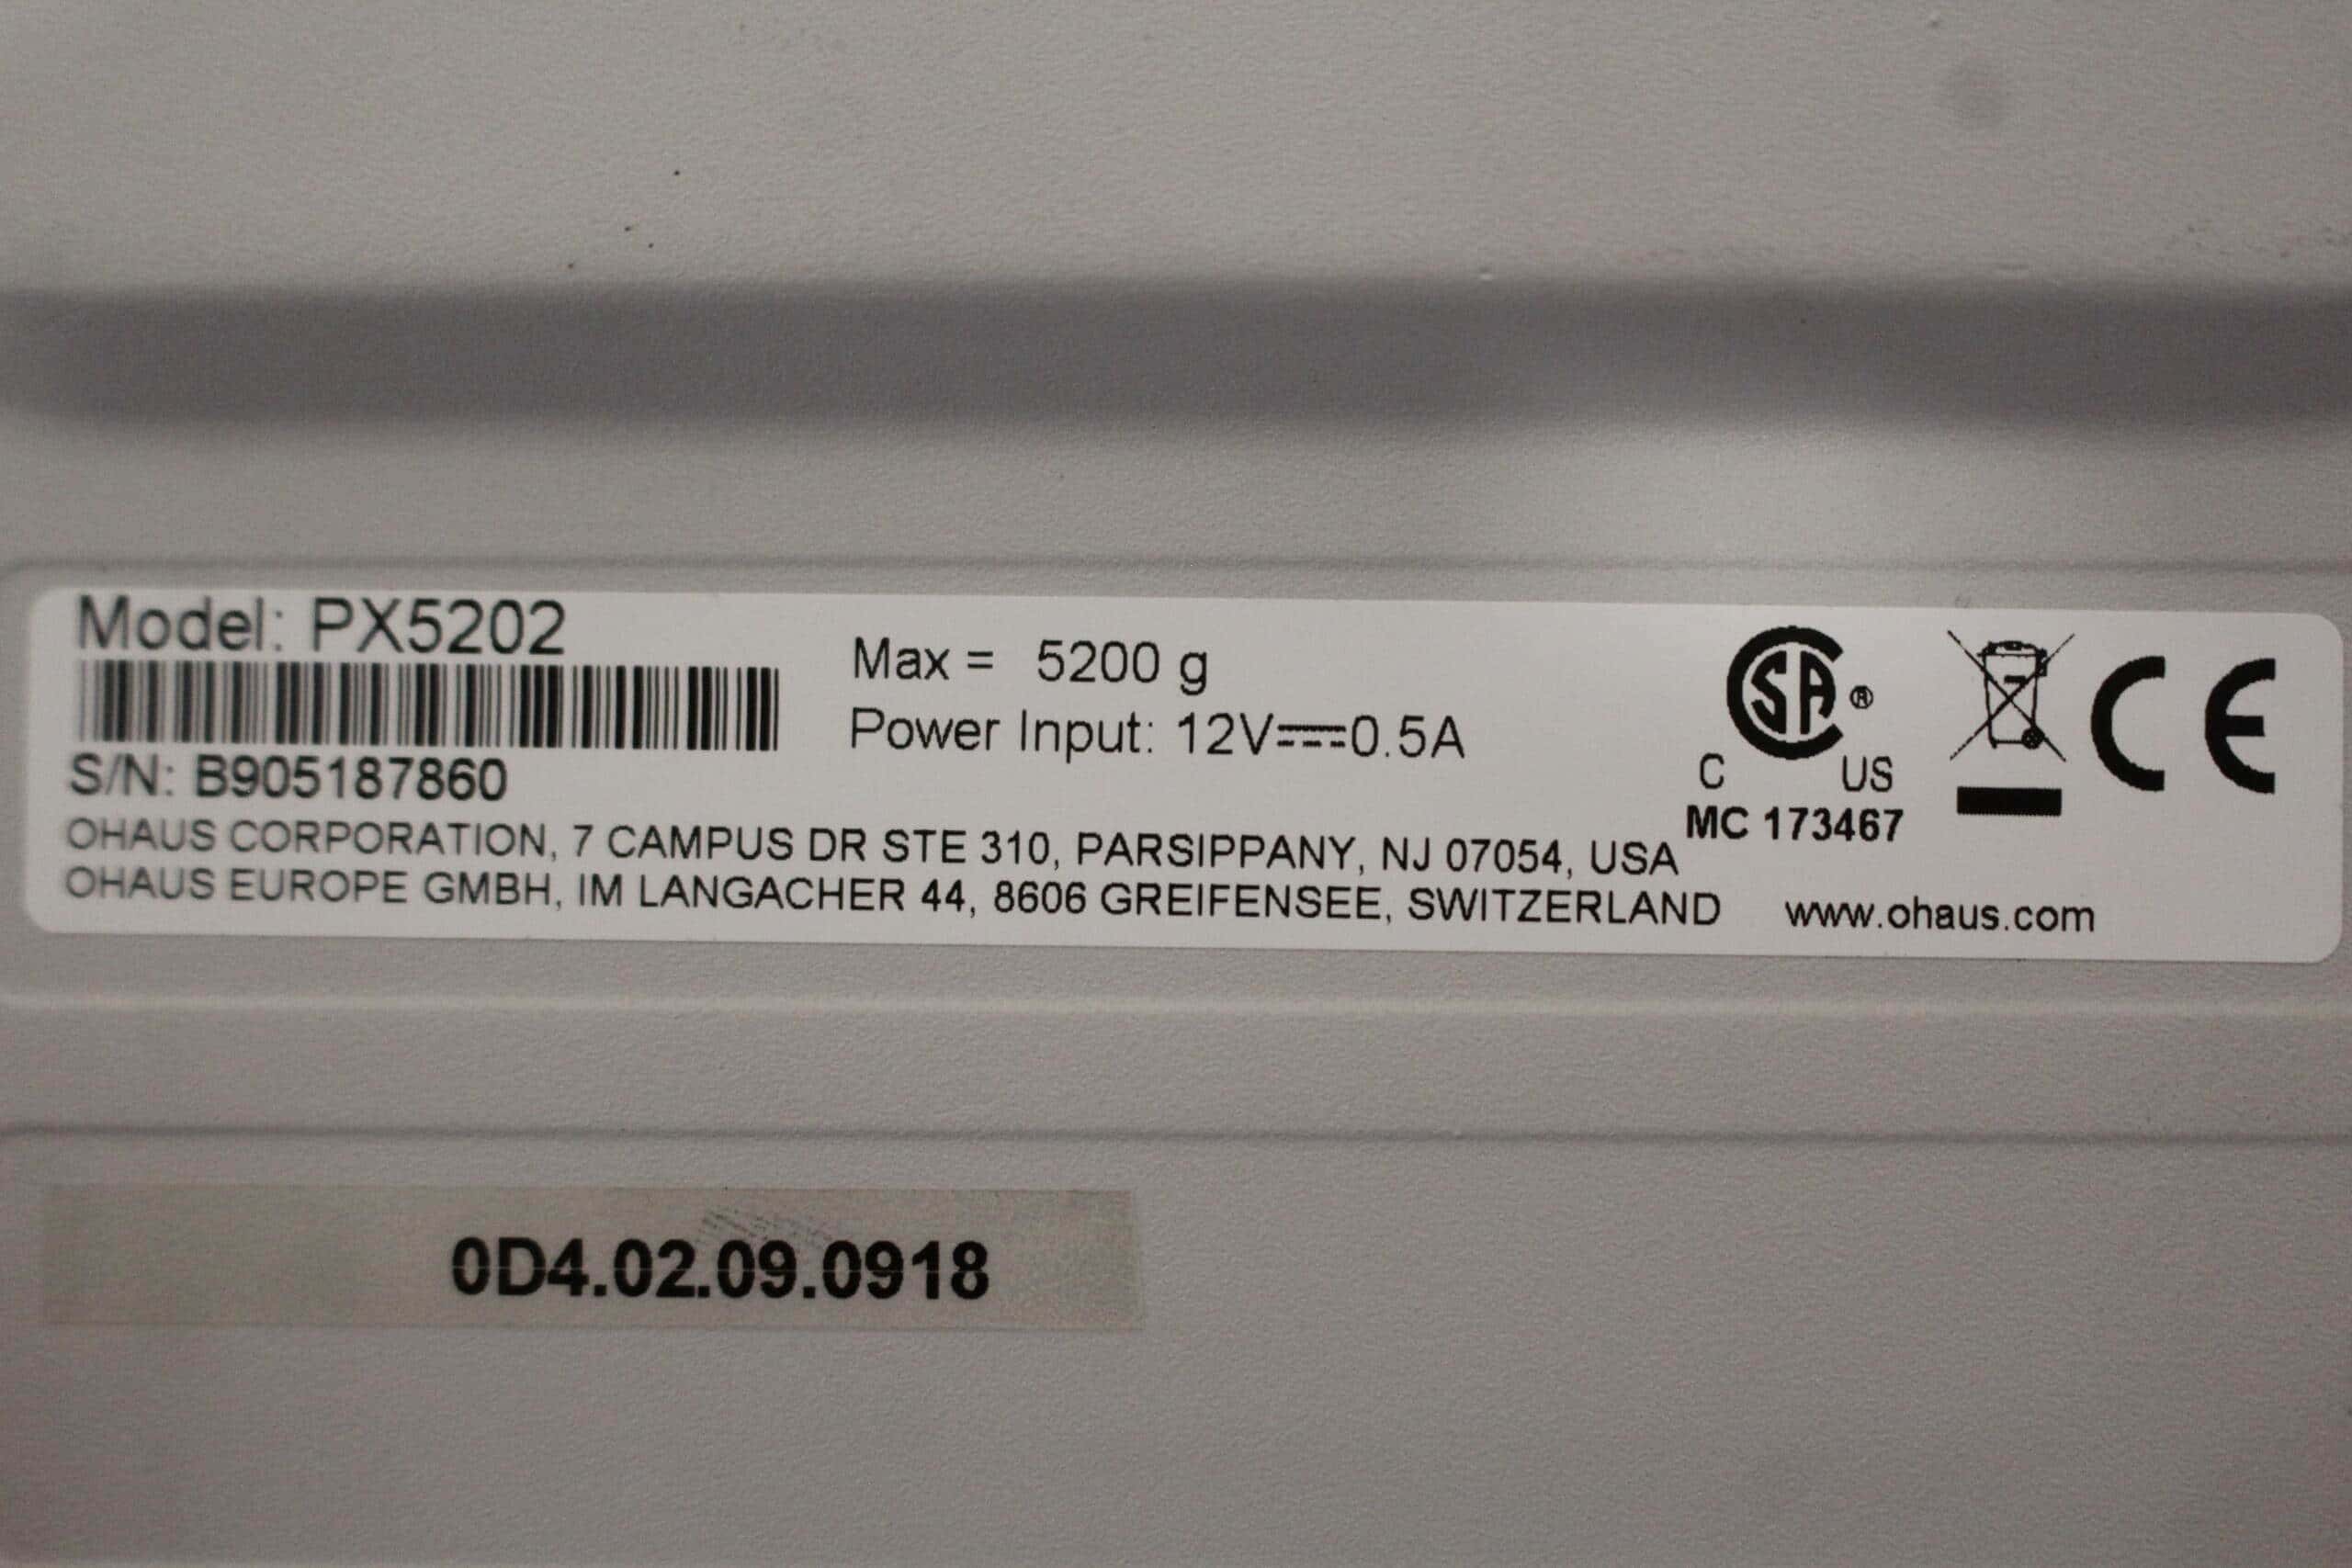 Model: PX5202
S/N: B905187860
Max = 5200 g
Power Input: 12V⎓0.5A
SA ®
C US
MC 173467
CE
OHAUS CORPORATION, 7 CAMPUS DR STE 310, PARSIPPANY, NJ 07054, USA
OHAUS EUROPE GMBH, IM LANGACHER 44, 8606 GREIFENSEE, SWITZERLAND
www.ohaus.com
0D4.02.09.0918